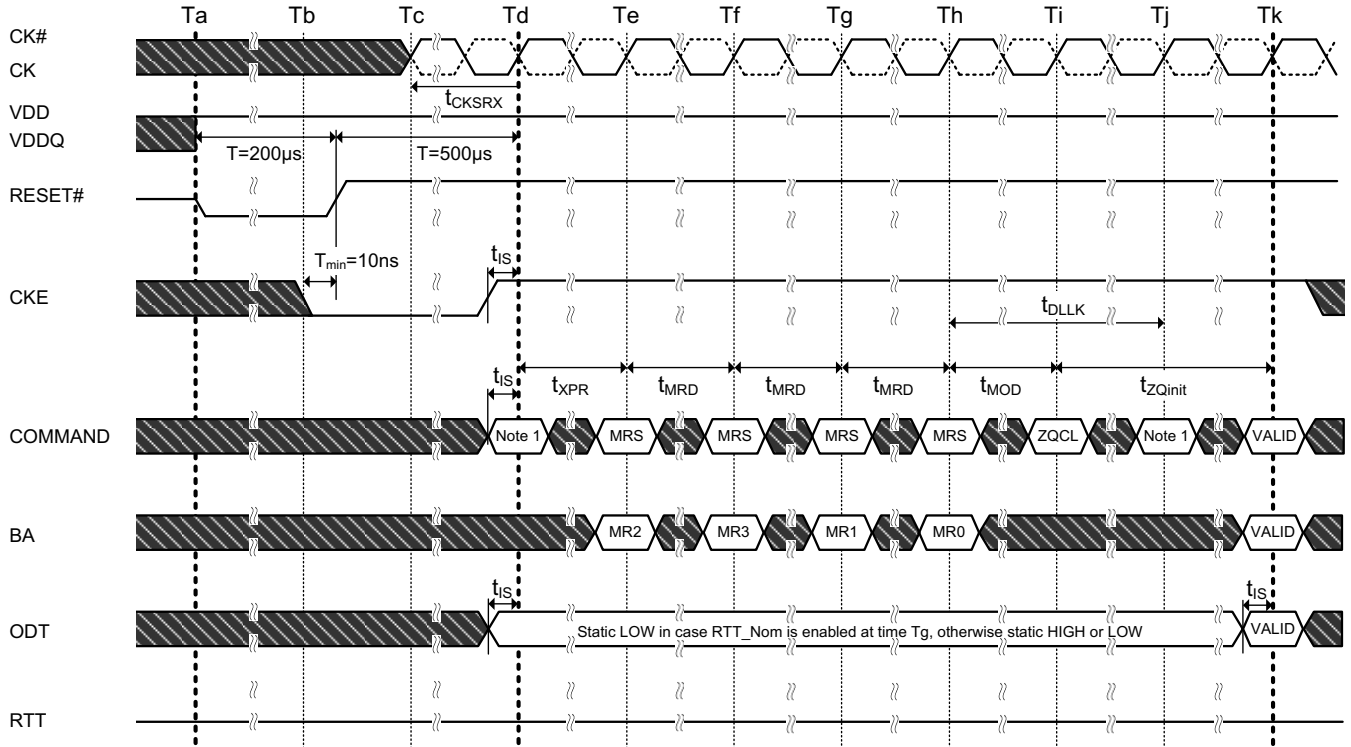 Ta Tb Tc Td Te Tf Tg Th Ti Tj Tk
CK#
CK
tCKSRX
VDD
VDDQ
T=200µs T=500µs
RESET#
Tmin=10ns tIS
CKE
tDLLK
tIS tXPR tMRD tMRD tMRD tMOD tZQinit
COMMAND Note 1 MRS MRS MRS MRS ZQCL Note 1 VALID
BA MR2 MR3 MR1 MR0 VALID
tIS tIS
ODT Static LOW in case RTT_Nom is enabled at time Tg, otherwise static HIGH or LOW VALID
RTT